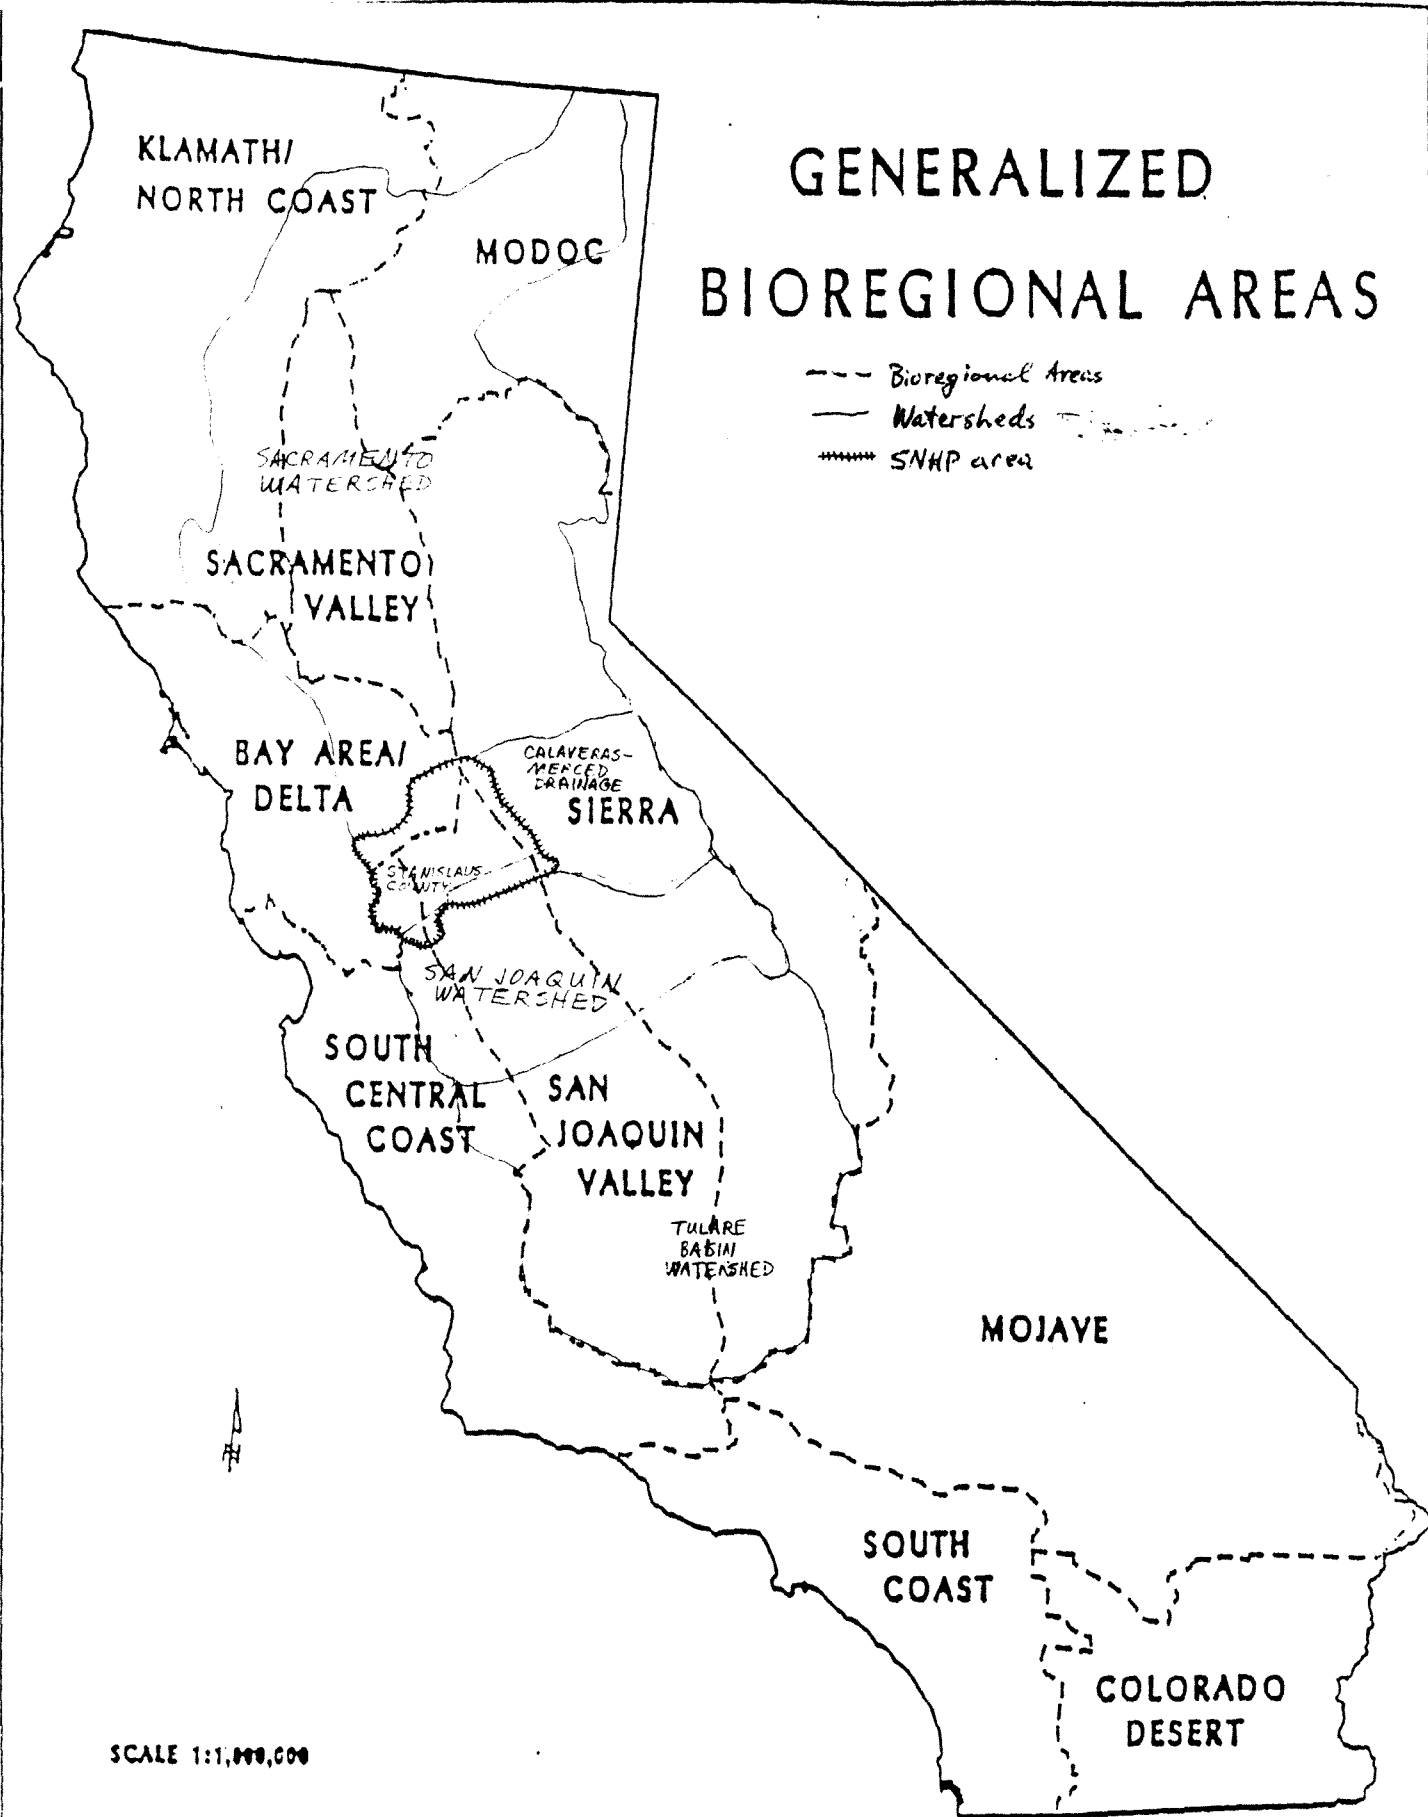 GENERALIZED
BIOREGIONAL AREAS
Bioregional Areas
Watersheds
SNHP area
KLAMATH/
NORTH COAST
MODOC
SACRAMENTO
WATERSHED
SACRAMENTO
VALLEY
BAY AREA/
DELTA
CALAVERAS-
MERCED
DRAINAGE
SIERRA
STANISLAUS
COUNTY
SAN JOAQUIN
WATERSHED
SOUTH
CENTRAL
COAST
SAN
JOAQUIN
VALLEY
TULARE
BASIN
WATERSHED
MOJAVE
N
SOUTH
COAST
COLORADO
DESERT
SCALE